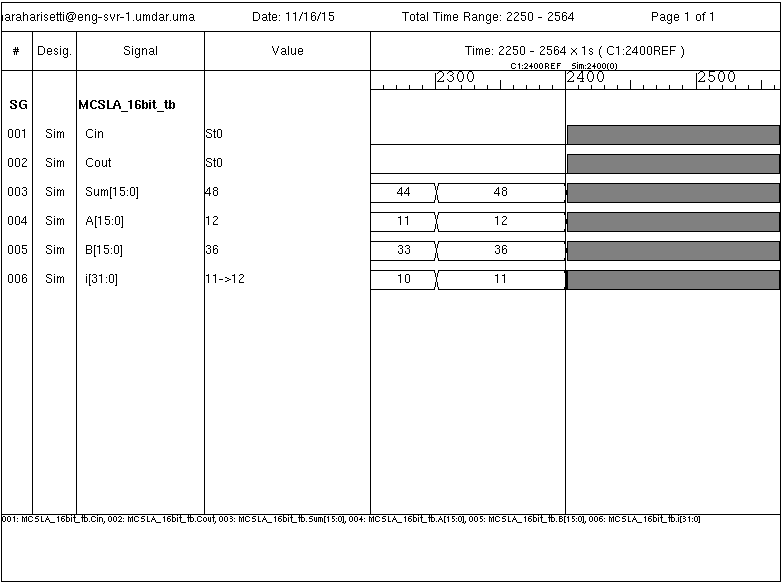 naraharisetti@eng-svr-1.umdar.uma Date: 11/16/15 Total Time Range: 2250 - 2564 Page 1 of 1
# Desig. Signal Value Time: 2250 - 2564 x 1s ( C1:2400REF )
C1:2400REF Sim:2400(0)
2300 2400 2500
SG MCSLA_16bit_tb
001 Sim Cin St0
002 Sim Cout St0
003 Sim Sum[15:0] 48 44 48
004 Sim A[15:0] 12 11 12
005 Sim B[15:0] 36 33 36
006 Sim i[31:0] 11->12 10 11
001: MCSLA_16bit_tb.Cin, 002: MCSLA_16bit_tb.Cout, 003: MCSLA_16bit_tb.Sum[15:0], 004: MCSLA_16bit_tb.A[15:0], 005: MCSLA_16bit_tb.B[15:0], 006: MCSLA_16bit_tb.i[31:0]